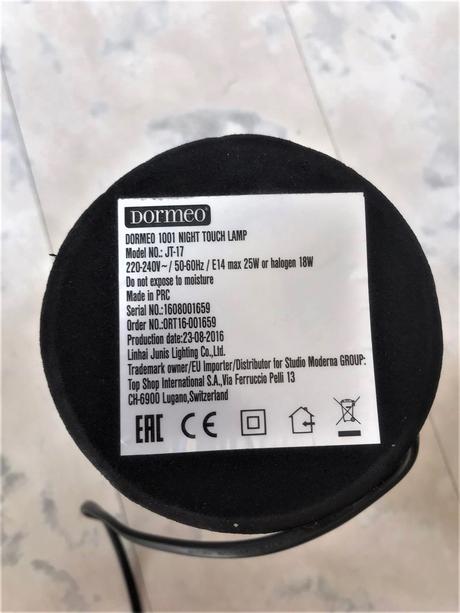 DORMEO
DORMEO 1001 NIGHT TOUCH LAMP
Model NO.: JT-17
220-240V~/ 50-60Hz / E14 max 25W or halogen 18W
Do not expose to moisture
Made in PRC
Serial NO.:1608001659
Order NO.:ORT16-001659
Production date:23-08-2016
Linhai Junis Lighting Co.,Ltd.
Trademark owner/EU Importer/Distributor for Studio Moderna GROUP:
Top Shop International S.A.,Via Ferruccio Pelli 13
CH-6900 Lugano,Switzerland
EAC CE